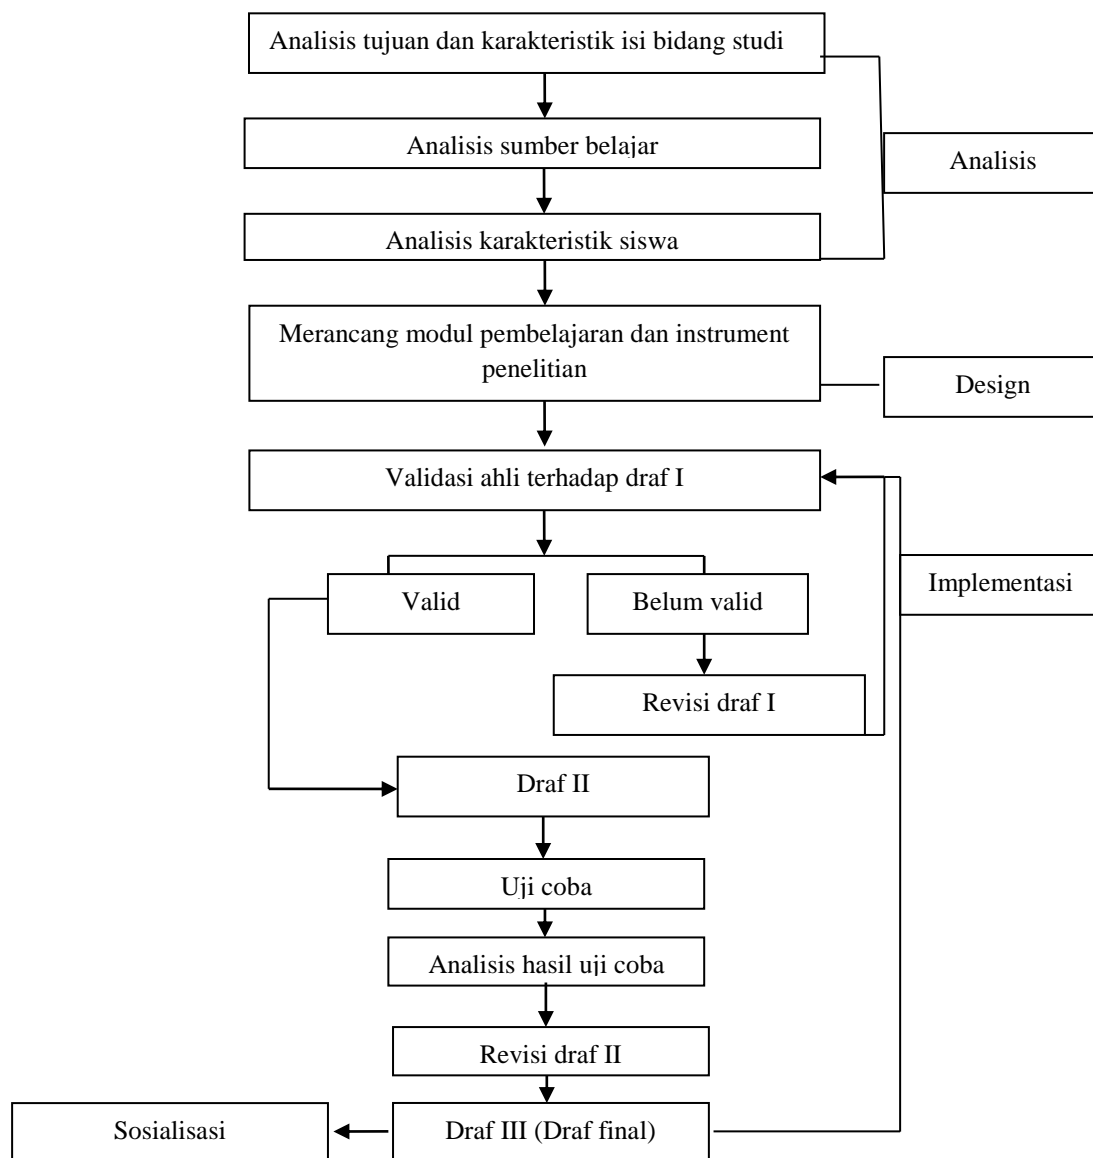 Analisis tujuan dan karakteristik isi bidang studi
Analisis sumber belajar
Analisis
Analisis karakteristik siswa
Merancang modul pembelajaran dan instrument
penelitian
Design
Validasi ahli terhadap draf I
Implementasi
Valid
Belum valid
Revisi draf I
Draf II
Uji coba
Analisis hasil uji coba
Revisi draf II
Sosialisasi
Draf III (Draf final)